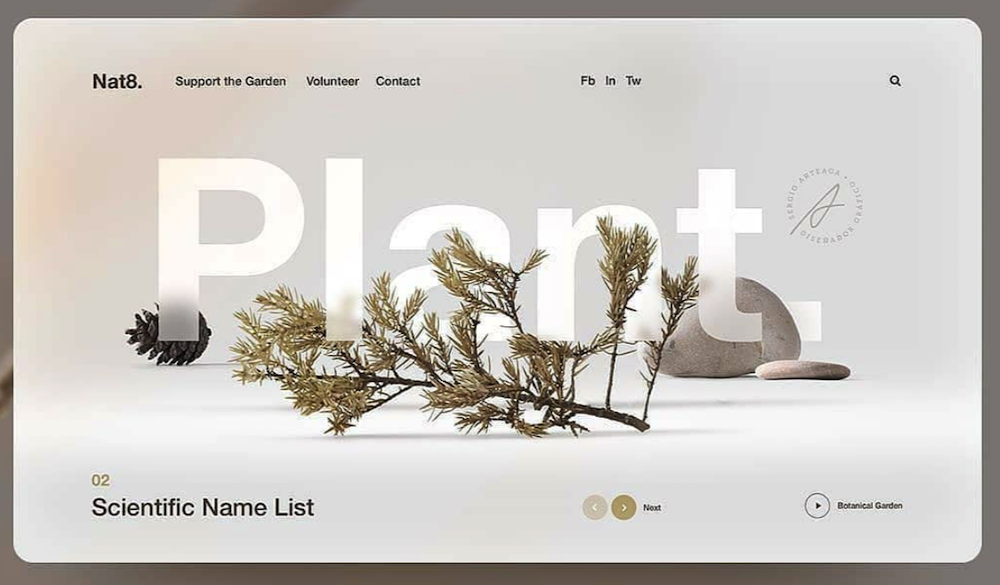 Nat8. Support the Garden Volunteer Contact Fb In Tw
Plant.
SERGIO ARTEAGA • DISEÑADOR GRÁFICO
02
Scientific Name List
Next
Botanical Garden